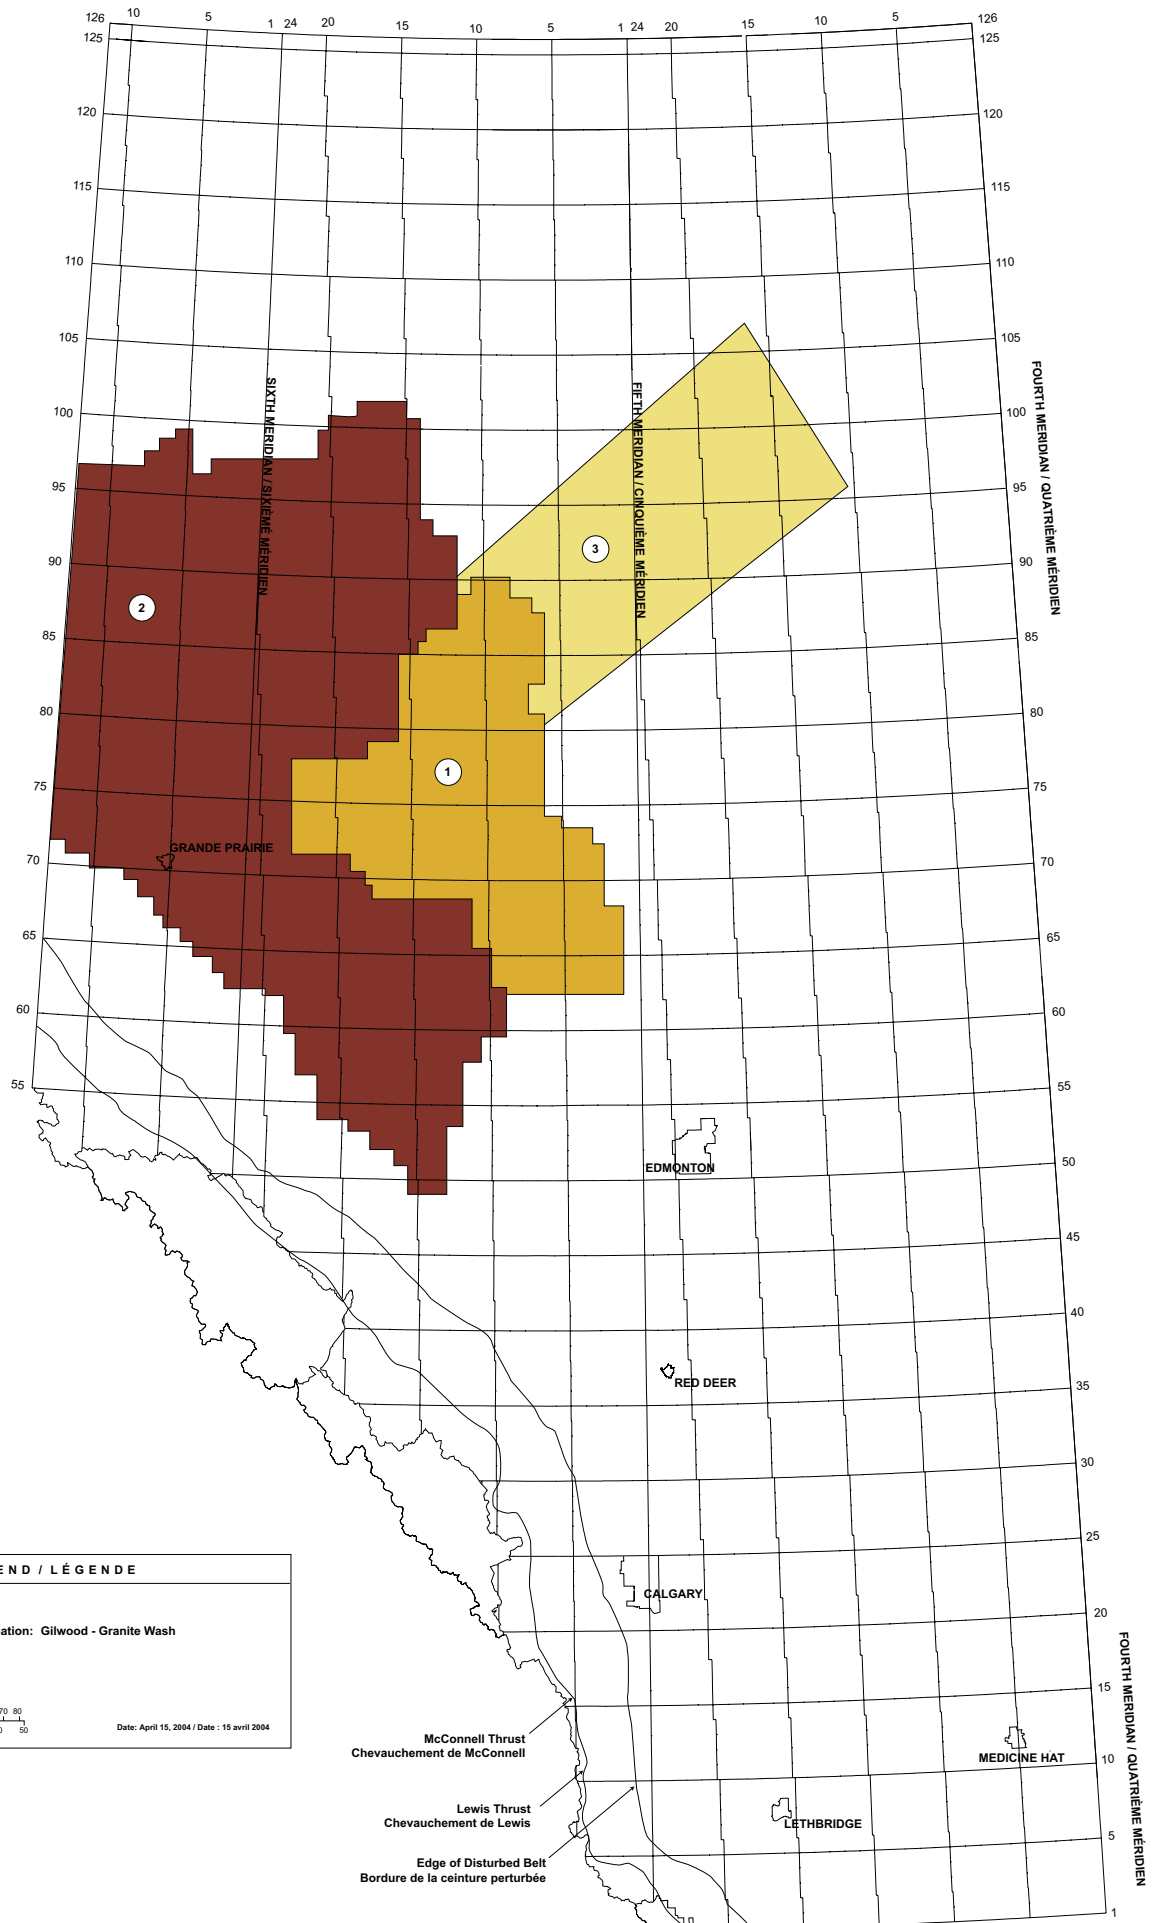 126 10 5 1 24 20 15 10 5 1 24 20 15 10 5 126
125 125
120 120
115 115
110 110
105 105
100 100
95 95
90 90
85 85
80 80
75 75
70 70
65 65
60 60
55 55
50
45
40
35
30
25
20
15
10
5
1
SIXTH MERIDIAN / SIXIÈME MÉRIDIEN
FIFTH MERIDIAN / CINQUIÈME MÉRIDIEN
FOURTH MERIDIAN / QUATRIÈME MÉRIDIEN
3
2
1
GRANDE PRAIRIE
EDMONTON
RED DEER
CALGARY
MEDICINE HAT
LETHBRIDGE
FOURTH MERIDIAN / QUATRIÈME MÉRIDIEN
McConnell Thrust
Chevauchement de McConnell
Lewis Thrust
Chevauchement de Lewis
Edge of Disturbed Belt
Bordure de la ceinture perturbée
END / LÉGENDE
ation: Gilwood - Granite Wash
70 80
50
Date: April 15, 2004 / Date : 15 avril 2004